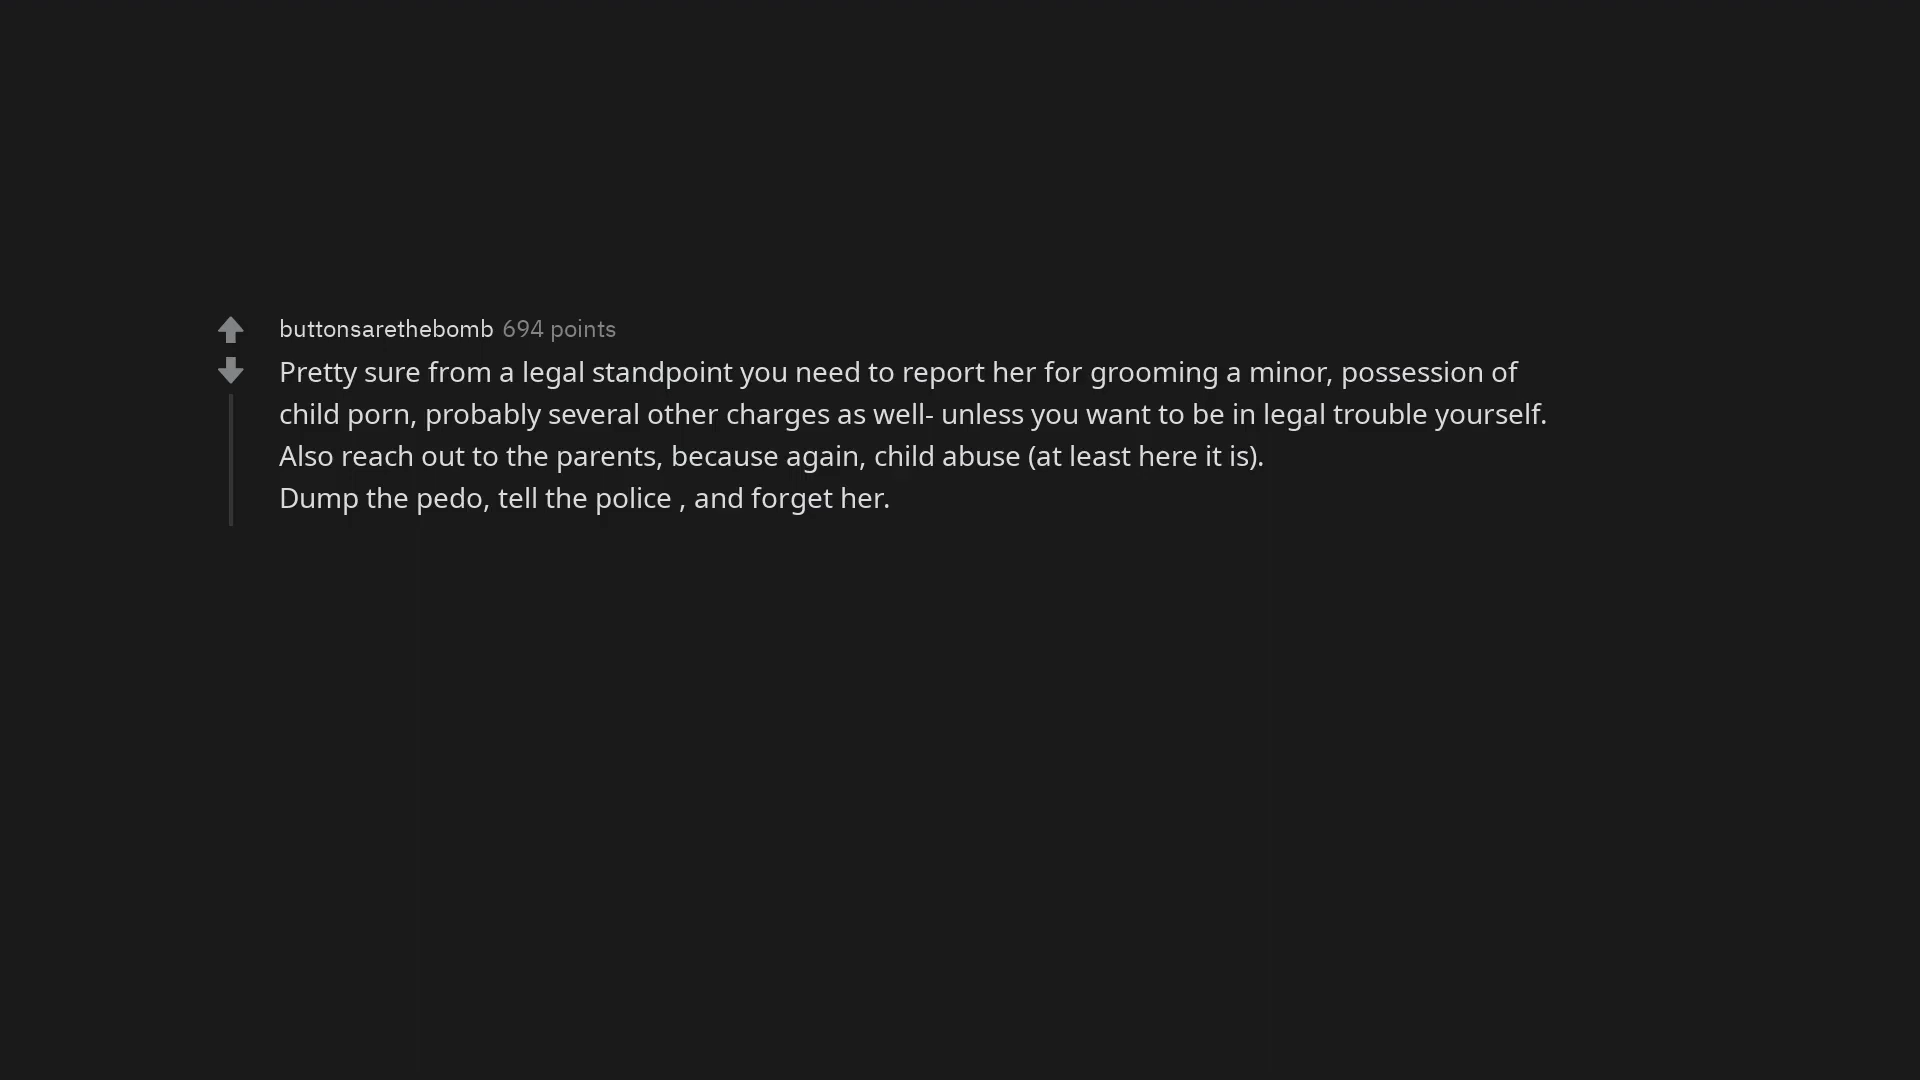 buttonsarethebomb 694 points
Pretty sure from a legal standpoint you need to report her for grooming a minor, possession of
child porn, probably several other charges as well- unless you want to be in legal trouble yourself.
Also reach out to the parents, because again, child abuse (at least here it is).
Dump the pedo, tell the police , and forget her.